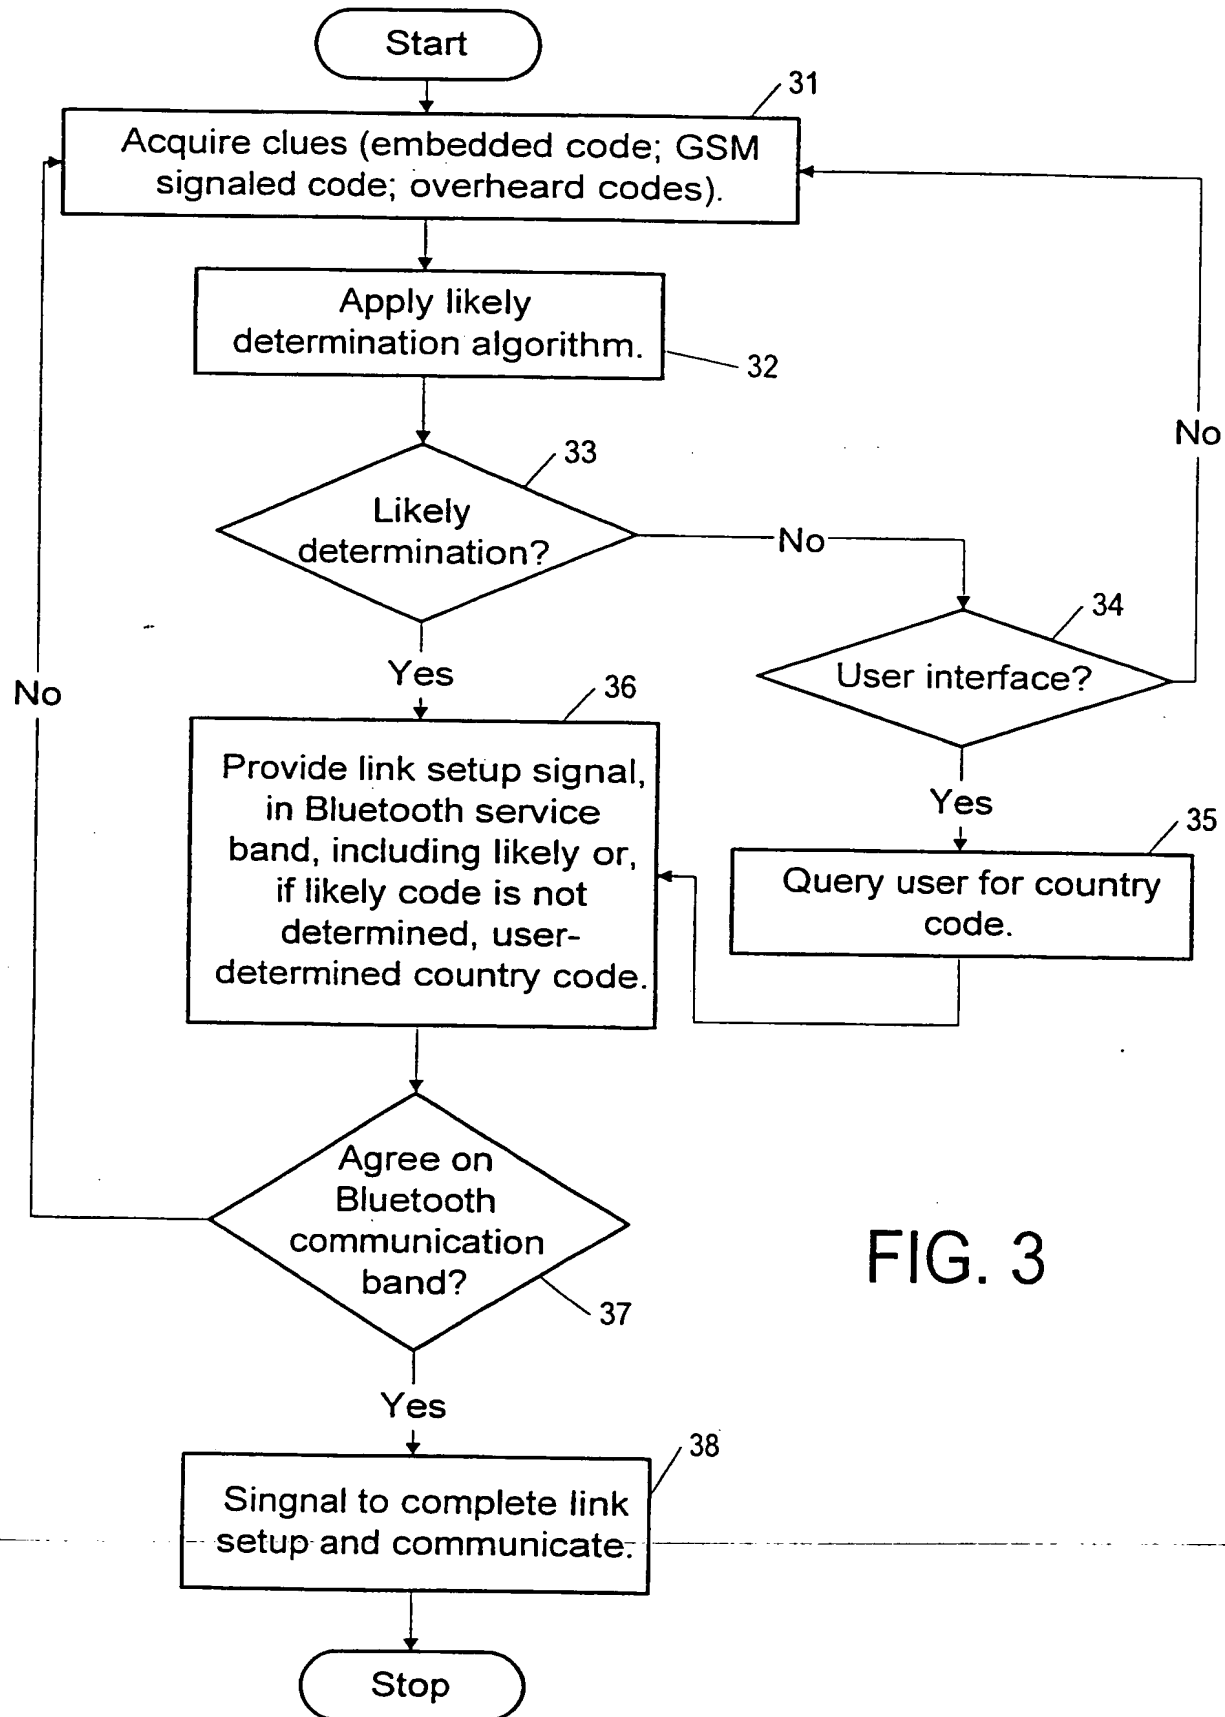 Start
31
Acquire clues (embedded code; GSM
signaled code; overheard codes).
Apply likely
determination algorithm.
32
No
33
Likely
determination?
No
34
User interface?
Yes
No
36
Provide link setup signal,
in Bluetooth service
band, including likely or,
if likely code is not
determined, user-
determined country code.
Yes
35
Query user for country
code.
Agree on
Bluetooth
communication
band?
37
FIG. 3
Yes
38
Singnal to complete link
setup and communicate.
Stop